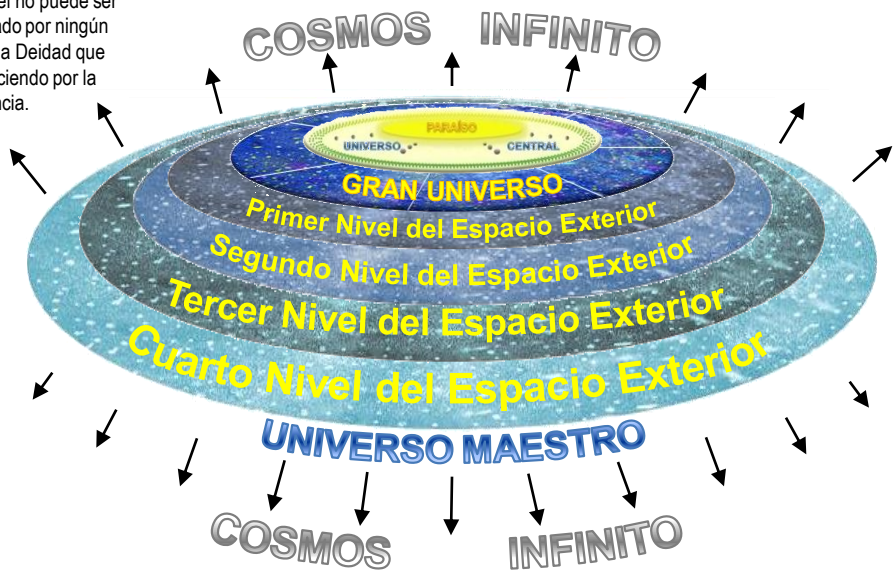 el no puede ser
ado por ningún
a Deidad que
ciendo por la
cia.
COSMOS INFINITO
PARAÍSO
UNIVERSO CENTRAL
GRAN UNIVERSO
Primer Nivel del Espacio Exterior
Segundo Nivel del Espacio Exterior
Tercer Nivel del Espacio Exterior
Cuarto Nivel del Espacio Exterior
UNIVERSO MAESTRO
COSMOS INFINITO